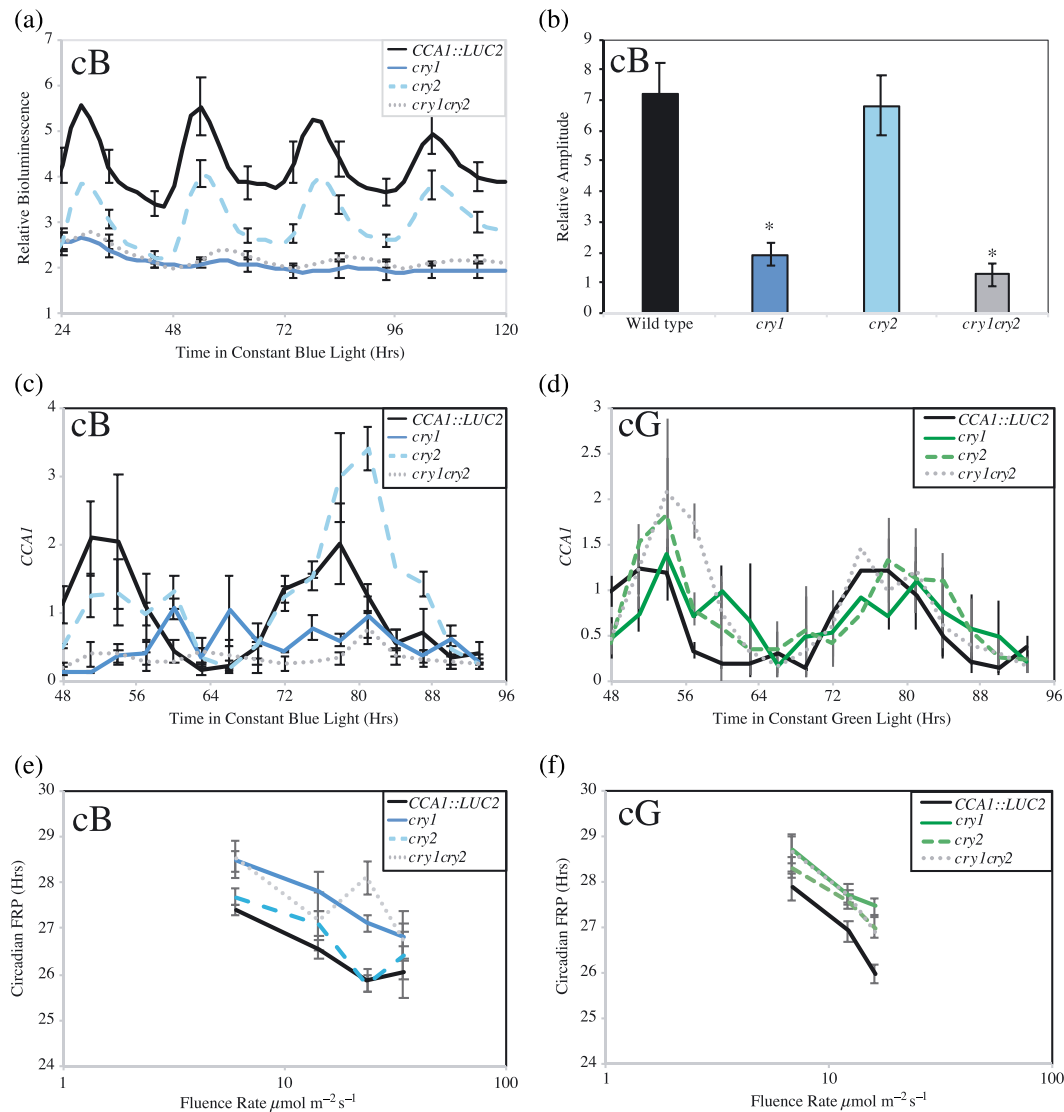 (a)
cB
CCA1::LUC2
cry1
cry2
cry1cry2
7
6
5
4
3
2
1
Relative Bioluminescence
24
48
72
96
120
Time in Constant Blue Light (Hrs)
(b)
cB
9
8
7
6
5
4
3
2
1
0
Relative Amplitude
*
*
Wild type
cry1
cry2
cry1cry2
(c)
cB
CCA1::LUC2
cry1
cry2
cry1cry2
4
3
2
1
0
CCA1
48
56
64
72
80
88
96
Time in Constant Blue Light (Hrs)
(d)
cG
CCA1::LUC2
cry1
cry2
cry1cry2
3
2.5
2
1.5
1
0.5
0
CCA1
48
56
64
72
80
88
96
Time in Constant Green Light (Hrs)
(e)
cB
CCA1::LUC2
cry1
cry2
cry1cry2
30
29
28
27
26
25
24
Circadian FRP (Hrs)
1
10
100
Fluence Rate μmol m⁻² s⁻¹
(f)
cG
CCA1::LUC2
cry1
cry2
cry1cry2
30
29
28
27
26
25
24
Circadian FRP (Hrs)
1
10
100
Fluence Rate μmol m⁻² s⁻¹